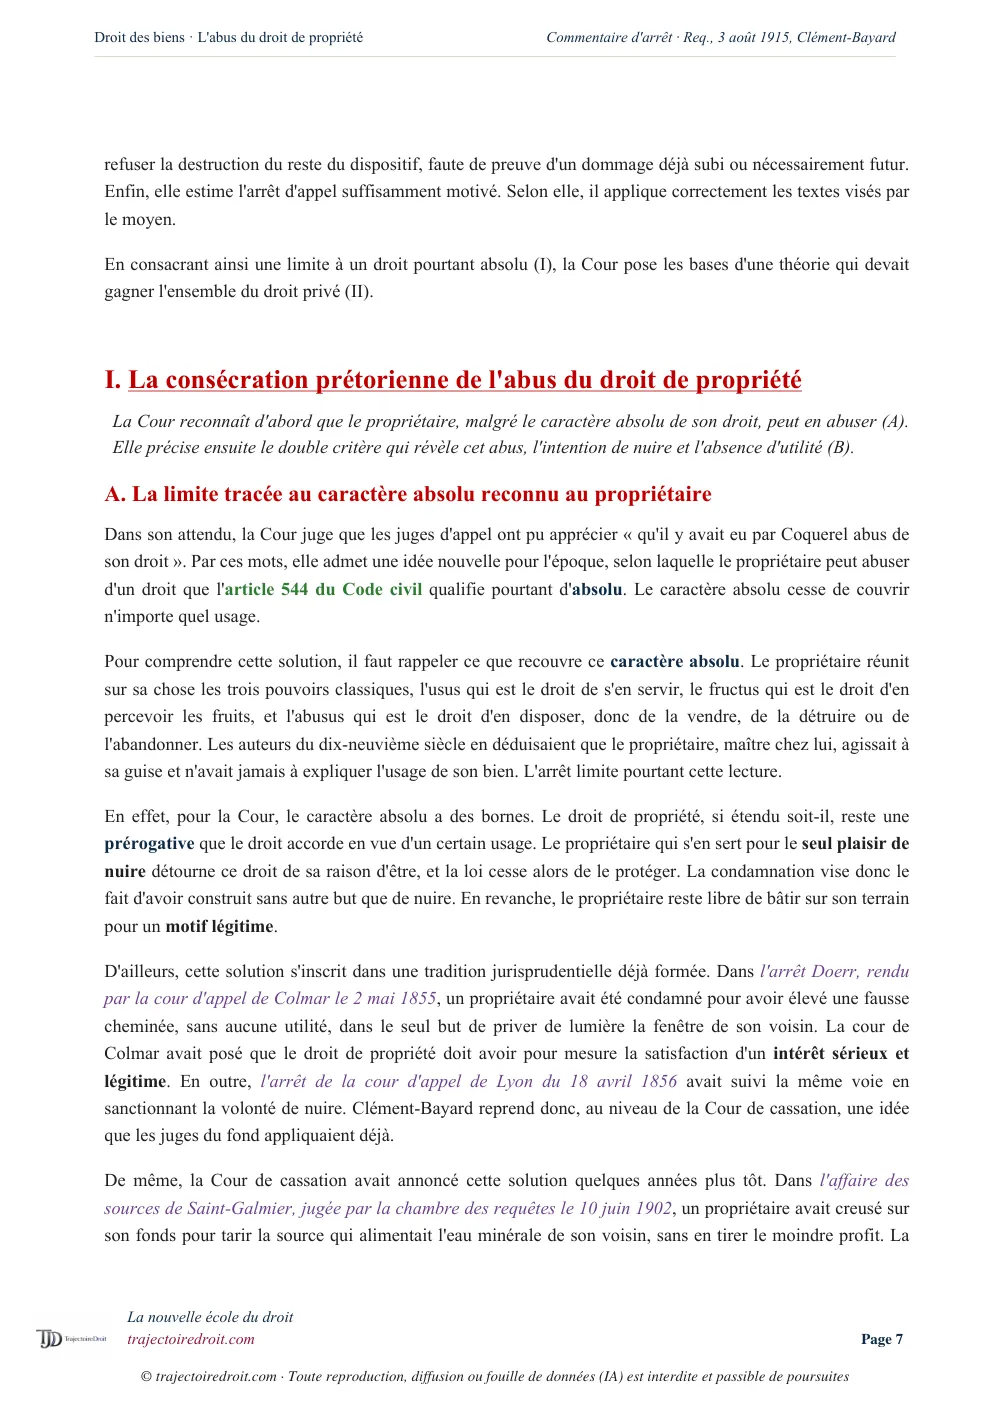 Droit des biens · L'abus du droit de propriété
Commentaire d'arrêt · Req., 3 août 1915, Clément-Bayard
refuser la destruction du reste du dispositif, faute de preuve d'un dommage déjà subi ou nécessairement futur.
Enfin, elle estime l'arrêt d'appel suffisamment motivé. Selon elle, il applique correctement les textes visés par
le moyen.
En consacrant ainsi une limite à un droit pourtant absolu (I), la Cour pose les bases d'une théorie qui devait
gagner l'ensemble du droit privé (II).
I. La consécration prétorienne de l'abus du droit de propriété
La Cour reconnaît d'abord que le propriétaire, malgré le caractère absolu de son droit, peut en abuser (A).
Elle précise ensuite le double critère qui révèle cet abus, l'intention de nuire et l'absence d'utilité (B).
A. La limite tracée au caractère absolu reconnu au propriétaire
Dans son attendu, la Cour juge que les juges d'appel ont pu apprécier « qu'il y avait eu par Coquerel abus de
son droit ». Par ces mots, elle admet une idée nouvelle pour l'époque, selon laquelle le propriétaire peut abuser
d'un droit que l'article 544 du Code civil qualifie pourtant d'absolu. Le caractère absolu cesse de couvrir
n'importe quel usage.
Pour comprendre cette solution, il faut rappeler ce que recouvre ce caractère absolu. Le propriétaire réunit
sur sa chose les trois pouvoirs classiques, l'usus qui est le droit de s'en servir, le fructus qui est le droit d'en
percevoir les fruits, et l'abusus qui est le droit d'en disposer, donc de la vendre, de la détruire ou de
l'abandonner. Les auteurs du dix-neuvième siècle en déduisaient que le propriétaire, maître chez lui, agissait à
sa guise et n'avait jamais à expliquer l'usage de son bien. L'arrêt limite pourtant cette lecture.
En effet, pour la Cour, le caractère absolu a des bornes. Le droit de propriété, si étendu soit-il, reste une
prérogative que le droit accorde en vue d'un certain usage. Le propriétaire qui s'en sert pour le seul plaisir de
nuire détourne ce droit de sa raison d'être, et la loi cesse alors de le protéger. La condamnation vise donc le
fait d'avoir construit sans autre but que de nuire. En revanche, le propriétaire reste libre de bâtir sur son terrain
pour un motif légitime.
D'ailleurs, cette solution s'inscrit dans une tradition jurisprudentielle déjà formée. Dans l'arrêt Doerr, rendu
par la cour d'appel de Colmar le 2 mai 1855, un propriétaire avait été condamné pour avoir élevé une fausse
cheminée, sans aucune utilité, dans le seul but de priver de lumière la fenêtre de son voisin. La cour de
Colmar avait posé que le droit de propriété doit avoir pour mesure la satisfaction d'un intérêt sérieux et
légitime. En outre, l'arrêt de la cour d'appel de Lyon du 18 avril 1856 avait suivi la même voie en
sanctionnant la volonté de nuire. Clément-Bayard reprend donc, au niveau de la Cour de cassation, une idée
que les juges du fond appliquaient déjà.
De même, la Cour de cassation avait annoncé cette solution quelques années plus tôt. Dans l'affaire des
sources de Saint-Galmier, jugée par la chambre des requêtes le 10 juin 1902, un propriétaire avait creusé sur
son fonds pour tarir la source qui alimentait l'eau minérale de son voisin, sans en tirer le moindre profit. La
La nouvelle école du droit
TJD TrajectoireDroit
trajectoiredroit.com
Page 7
© trajectoiredroit.com · Toute reproduction, diffusion ou fouille de données (IA) est interdite et passible de poursuites